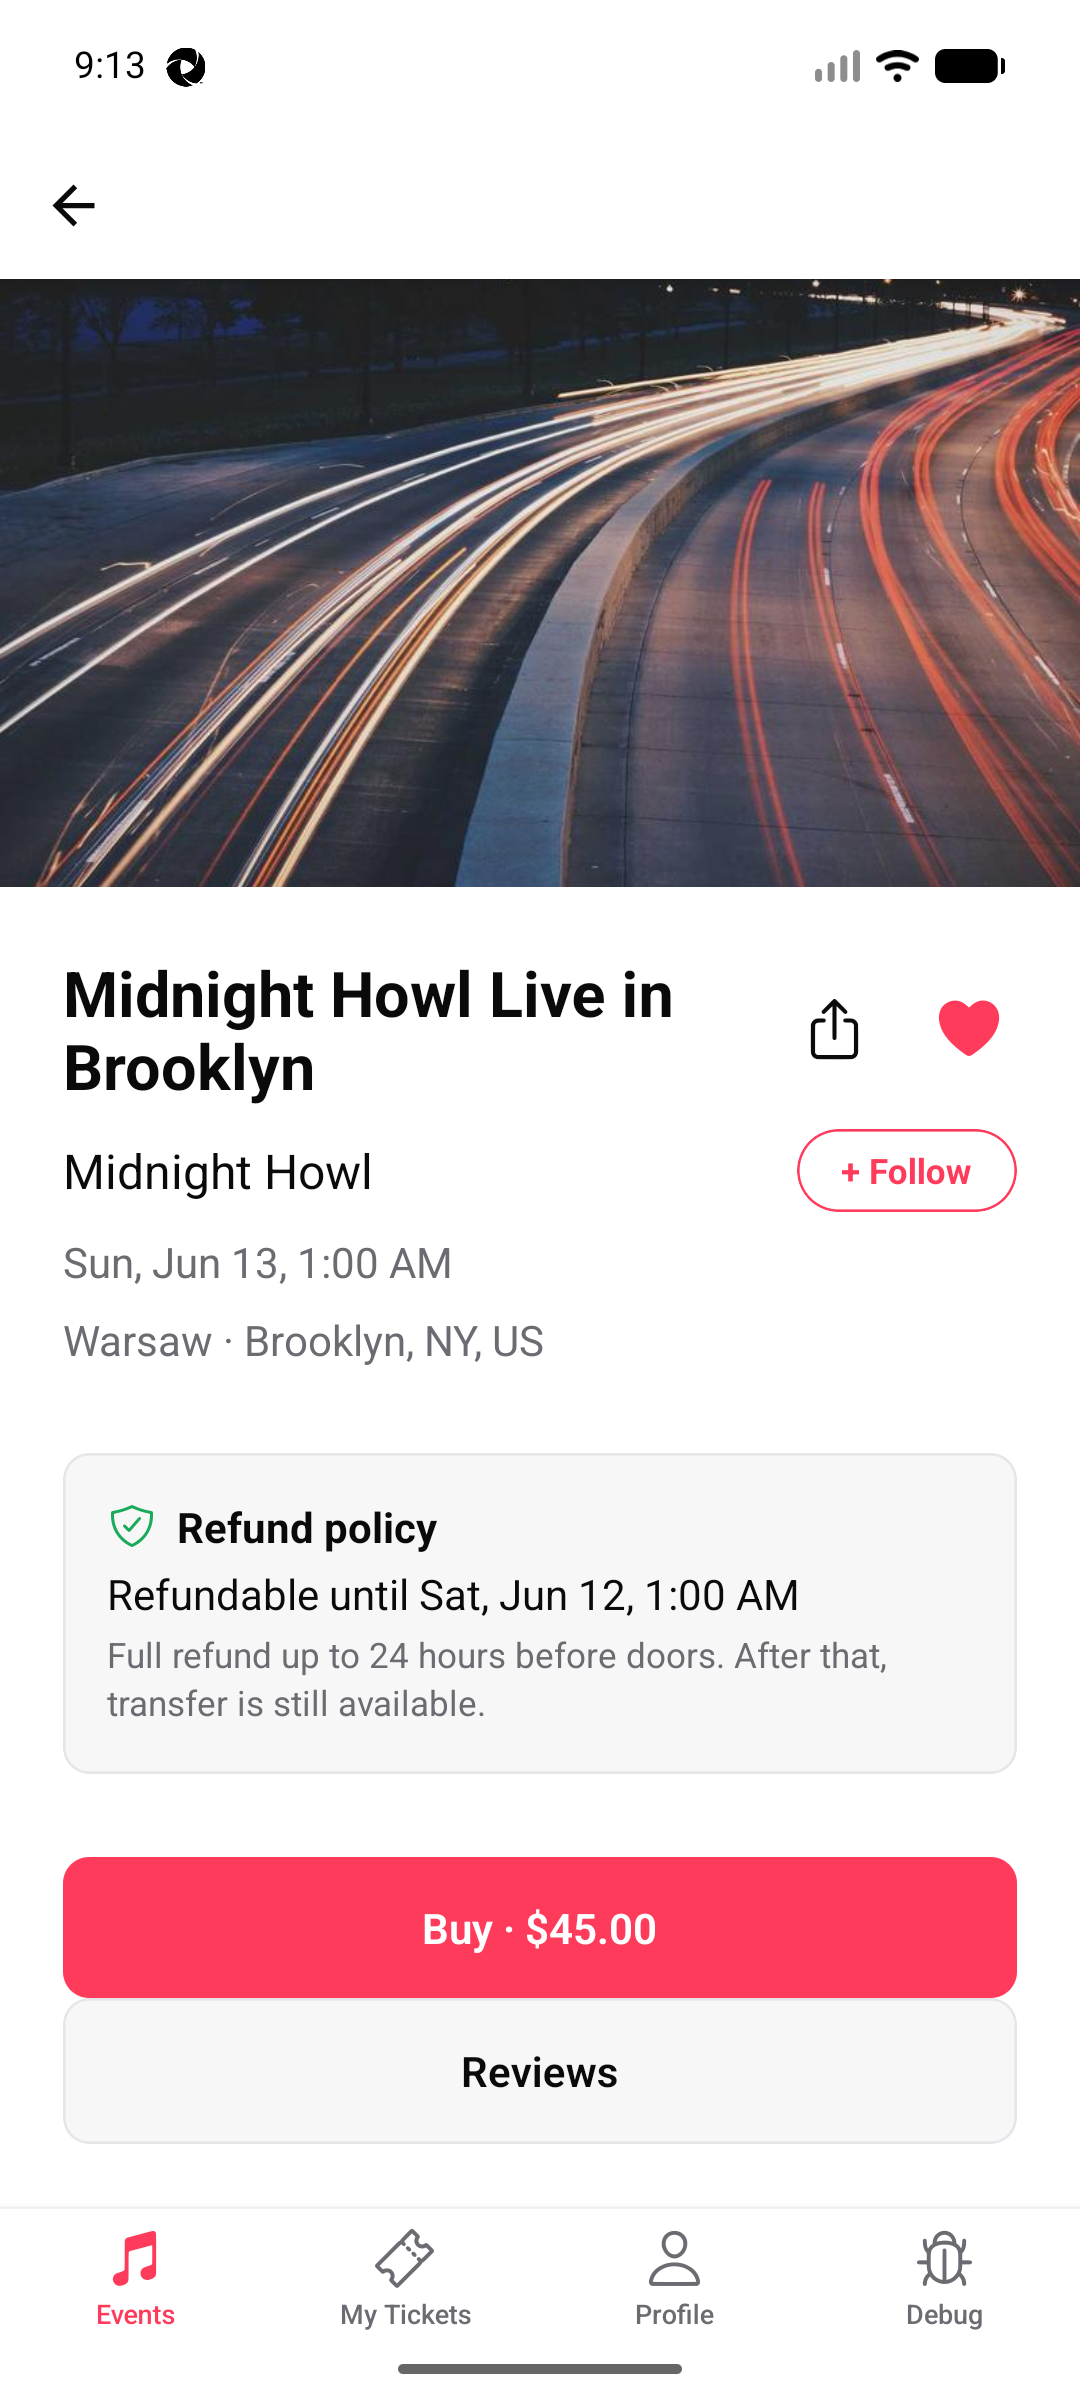 9:13
Midnight Howl Live in
Brooklyn
Midnight Howl
+ Follow
Sun, Jun 13, 1:00 AM
Warsaw · Brooklyn, NY, US
Refund policy
Refundable until Sat, Jun 12, 1:00 AM
Full refund up to 24 hours before doors. After that,
transfer is still available.
Buy · $45.00
Reviews
Events
My Tickets
Profile
Debug